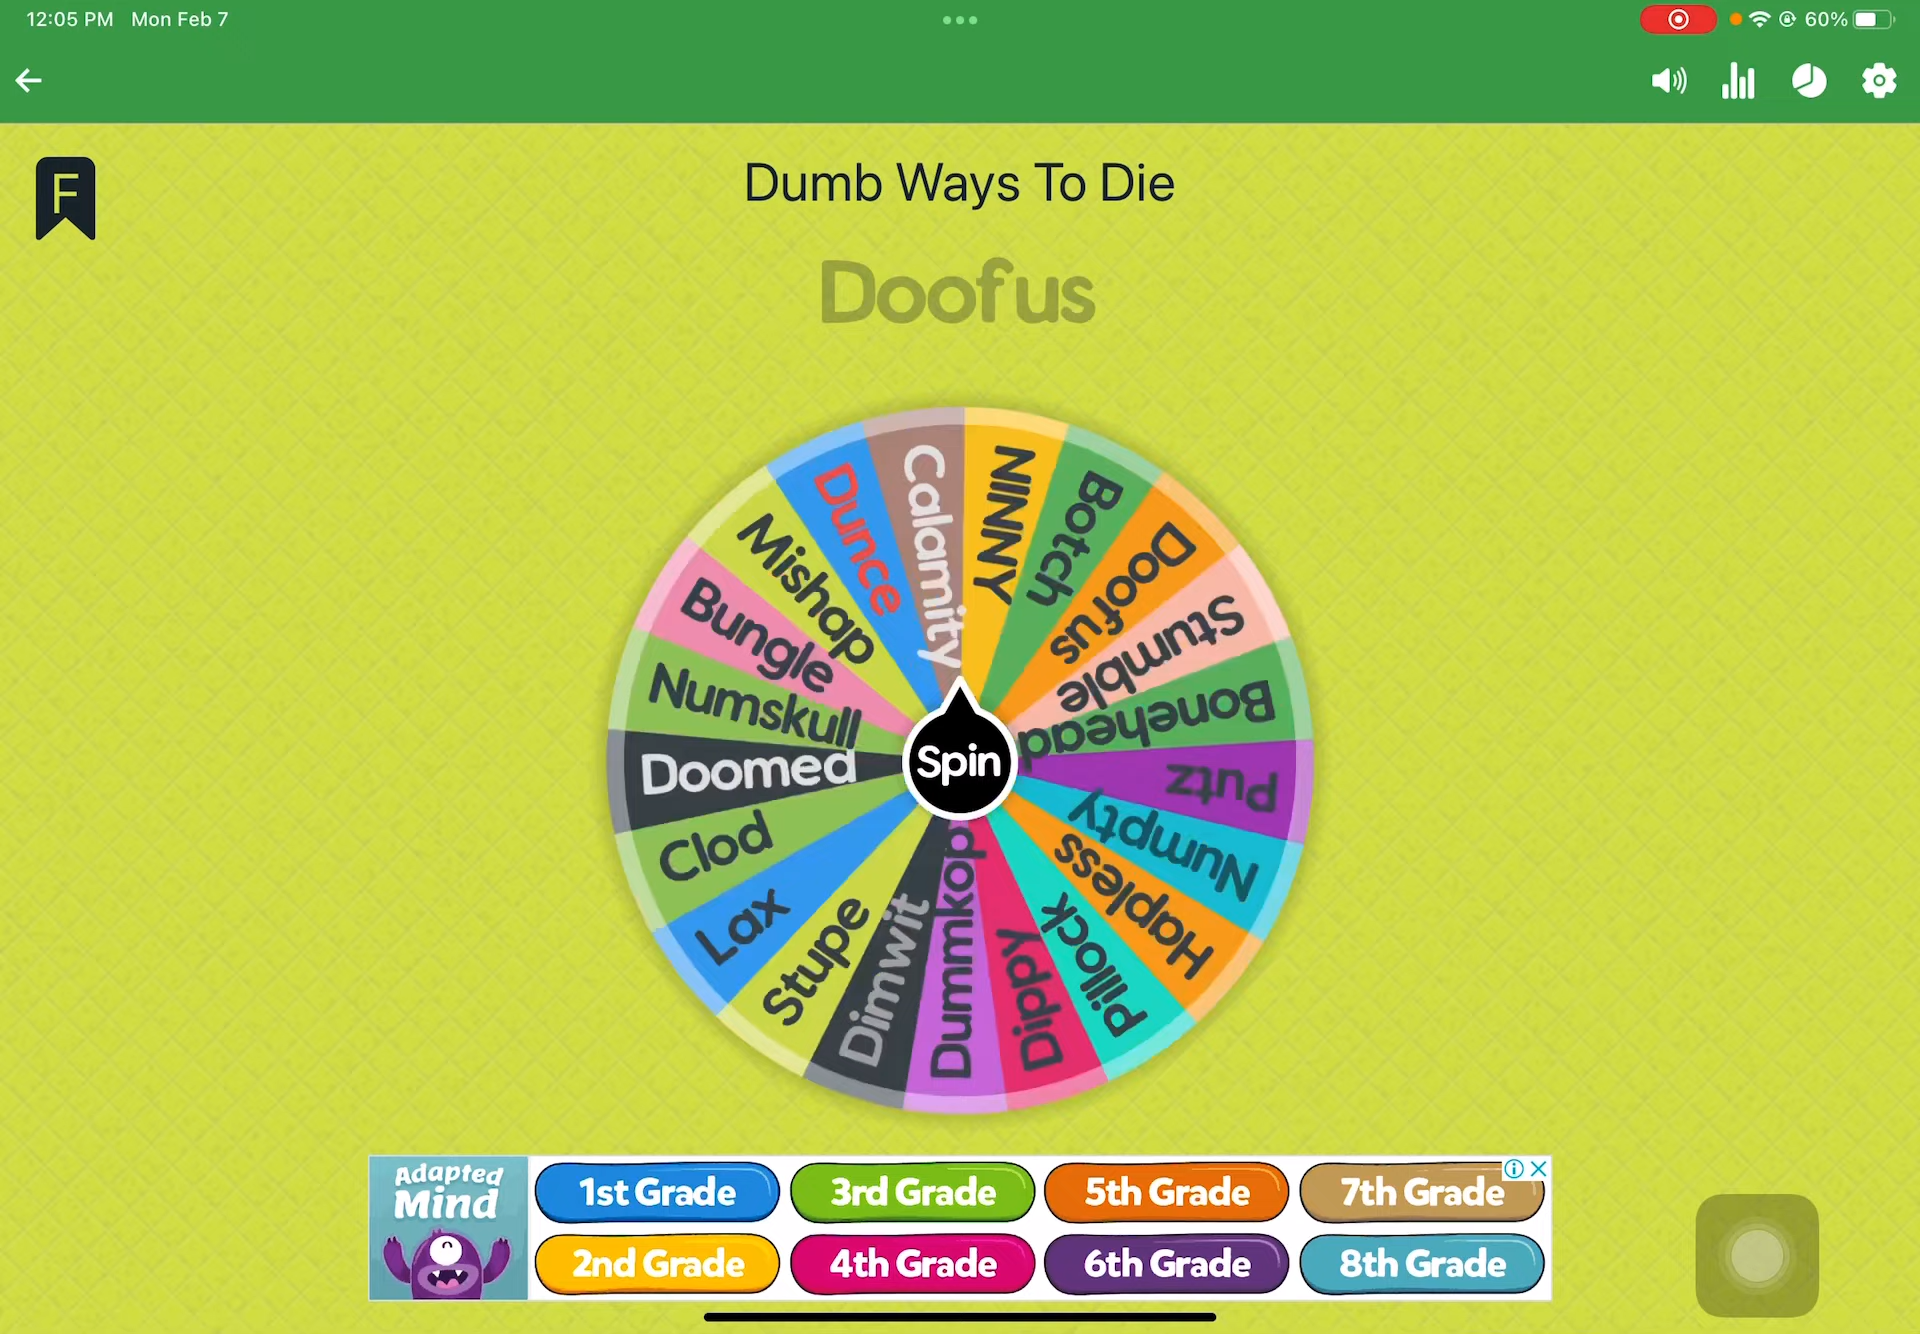 12:05 PM Mon Feb 7
60%
F
Dumb Ways To Die
Doofus
Calamity
NINNY
Botch
Doofus
Stumble
Bonehead
Putz
Numpty
Hapless
Pillock
Dippy
Dummkop
Dimwit
Stupe
Lax
Clod
Doomed
Numskull
Bungle
Mishap
Dunce
Spin
Adapted
Mind
1st Grade
3rd Grade
5th Grade
7th Grade
2nd Grade
4th Grade
6th Grade
8th Grade